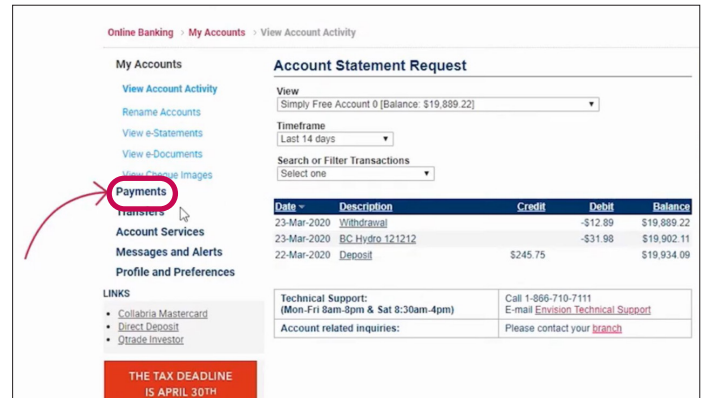 Online Banking > My Accounts > View Account Activity
My Accounts
View Account Activity
Rename Accounts
View e-Statements
View e-Documents
View Cheque Images
Payments
Transfers
Account Services
Messages and Alerts
Profile and Preferences
LINKS
Collabria Mastercard
Direct Deposit
Qtrade Investor
THE TAX DEADLINE
IS APRIL 30TH
Account Statement Request
View
Simply Free Account 0 [Balance: $19,889.22]
Timeframe
Last 14 days
Search or Filter Transactions
Select one
Date Description Credit Debit Balance
23-Mar-2020 Withdrawal -$12.89 $19,889.22
23-Mar-2020 BC Hydro 121212 -$31.98 $19,902.11
22-Mar-2020 Deposit $245.75 $19,934.09
Technical Support: Call 1-866-710-7111
(Mon-Fri 8am-8pm & Sat 8:30am-4pm) E-mail Envision Technical Support
Account related inquiries: Please contact your branch